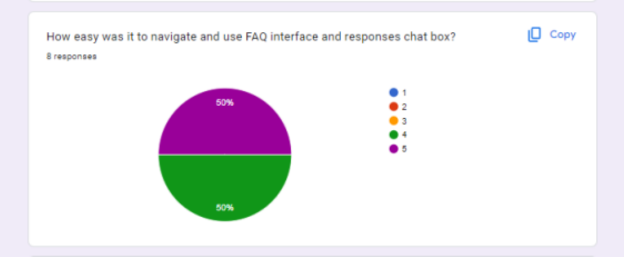 How easy was it to navigate and use FAQ interface and responses chat box?
Copy
8 responses
50%
50%
1
2
3
4
5